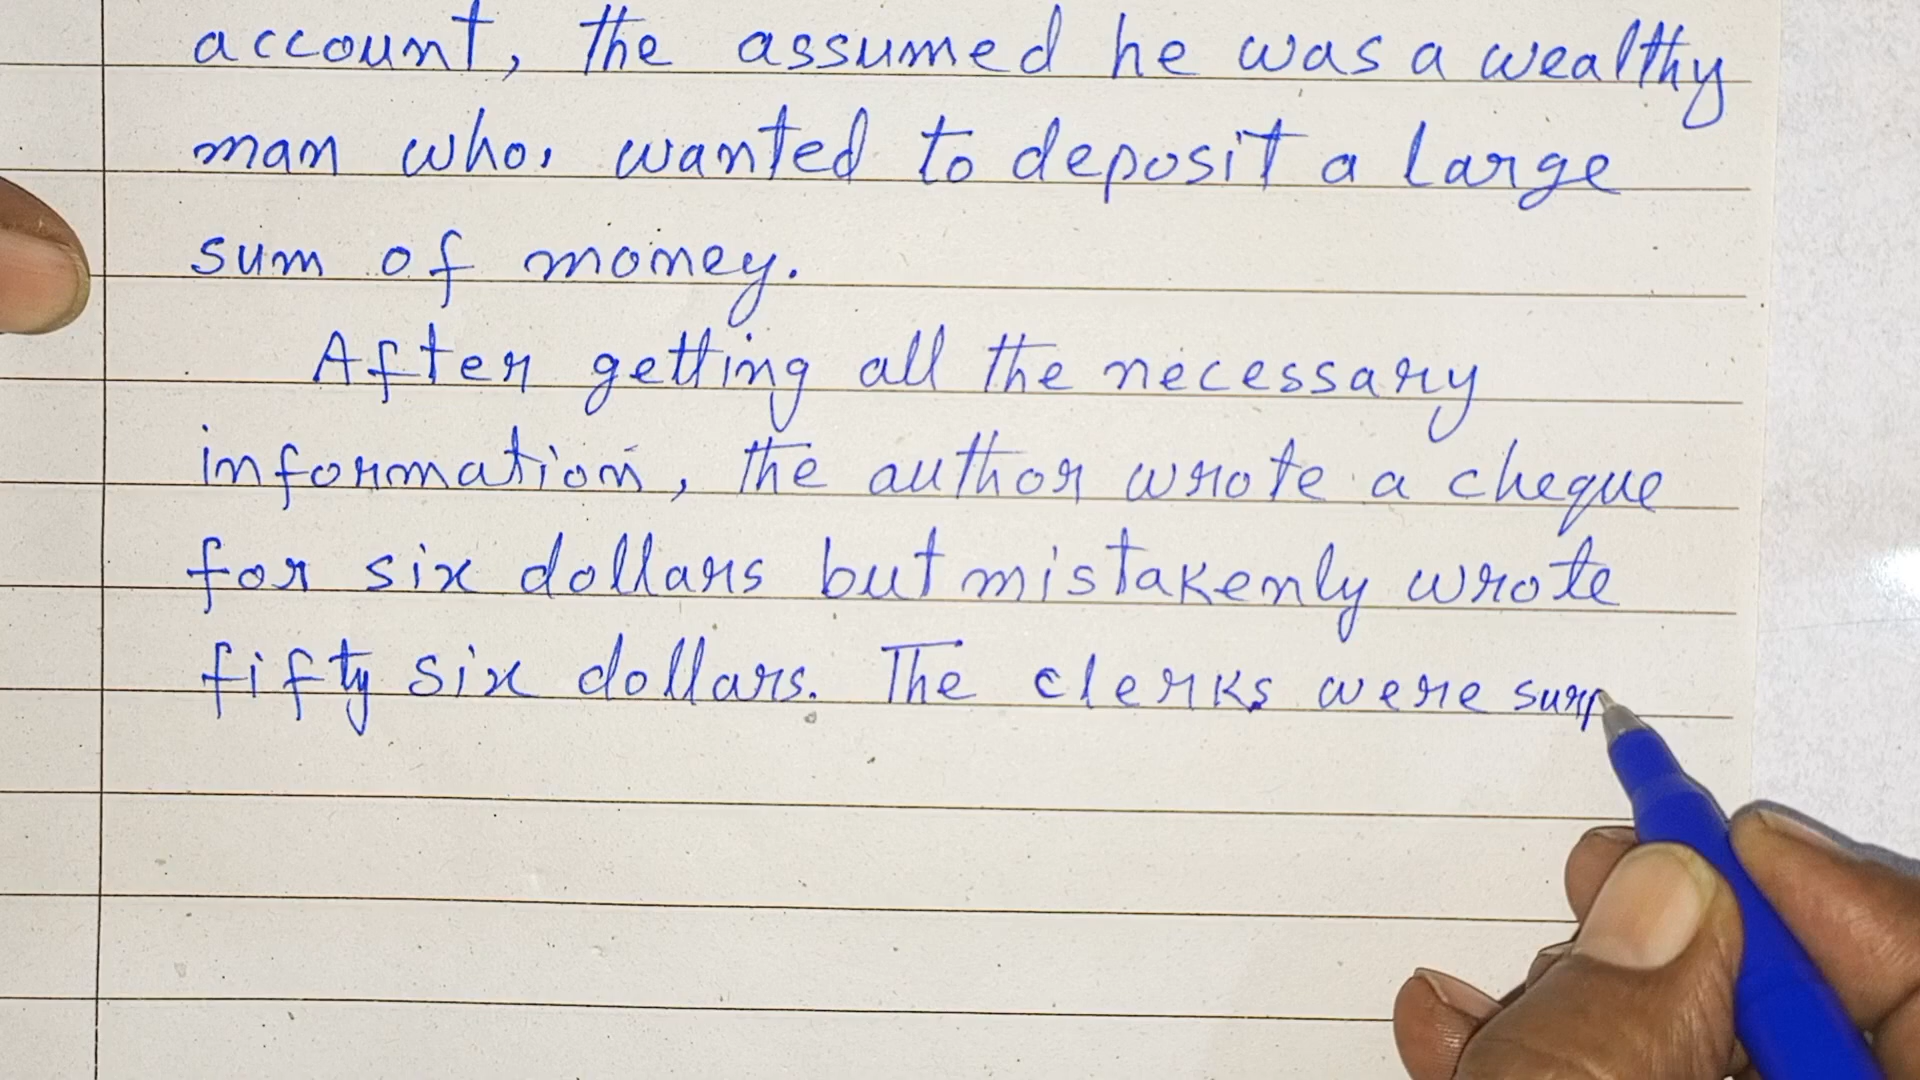 account, the assumed he was a wealthy
man who, wanted to deposit a large
sum of money.
After getting all the necessary
information, the author wrote a cheque
for six dollars but mistakenly wrote
fifty six dollars. The clerks were surp